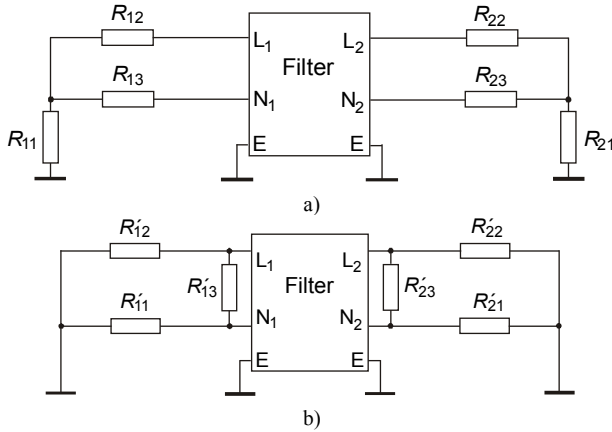 R12 R22
L1 L2
Filter
R13 R23
N1 N2
R11 E E R21
a)
R′12 R′22
L1 L2
R′13 Filter R′23
R′11 N1 N2 R′21
E E
b)